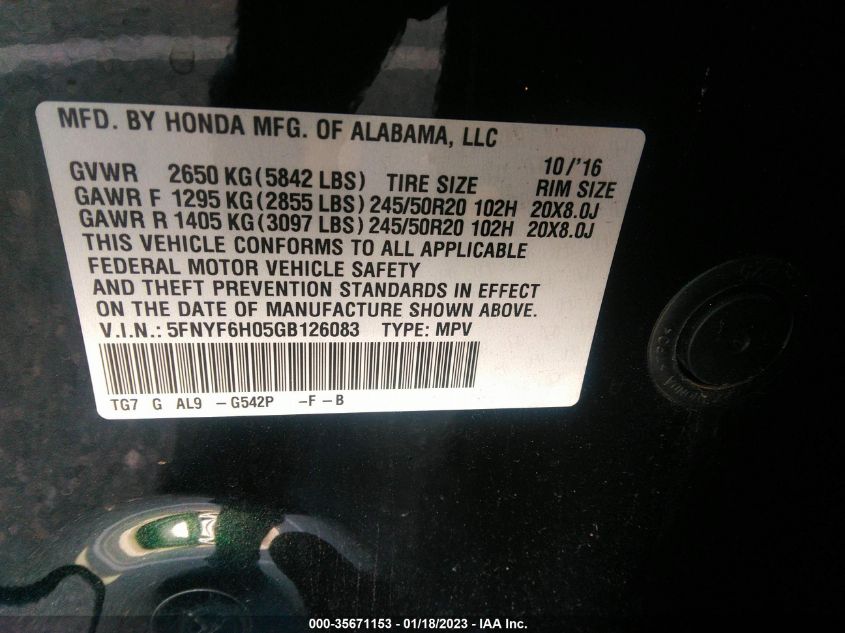 MFD. BY HONDA MFG. OF ALABAMA, LLC
10/'16
GVWR 2650 KG(5842 LBS) TIRE SIZE RIM SIZE
GAWR F 1295 KG(2855 LBS)245/50R20 102H 20X8.0J
GAWR R 1405 KG(3097 LBS)245/50R20 102H 20X8.0J
THIS VEHICLE CONFORMS TO ALL APPLICABLE
FEDERAL MOTOR VEHICLE SAFETY
AND THEFT PREVENTION STANDARDS IN EFFECT
ON THE DATE OF MANUFACTURE SHOWN ABOVE.
V.I.N.: 5FNYF6H05GB126083 TYPE: MPV
TG7 G AL9 -G542P -F-B
000-35671153 - 01/18/2023 - IAA Inc.